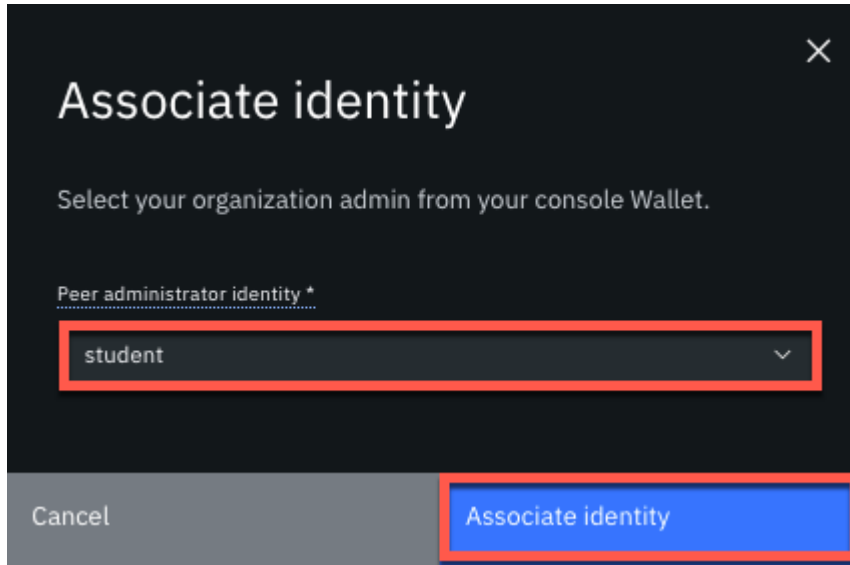 Associate identity
Select your organization admin from your console Wallet.
Peer administrator identity *
student
Cancel
Associate identity